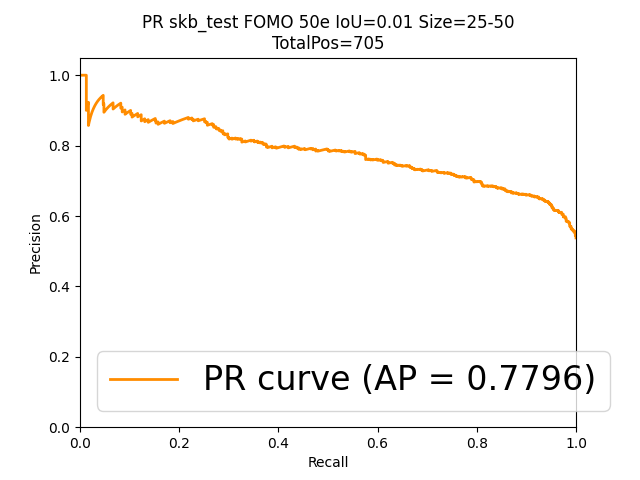 PR skb_test FOMO 50e IoU=0.01 Size=25-50
TotalPos=705
1.0
0.8
0.6
0.4
0.2
0.0
Precision
PR curve (AP = 0.7796)
0.0 0.2 0.4 0.6 0.8 1.0
Recall